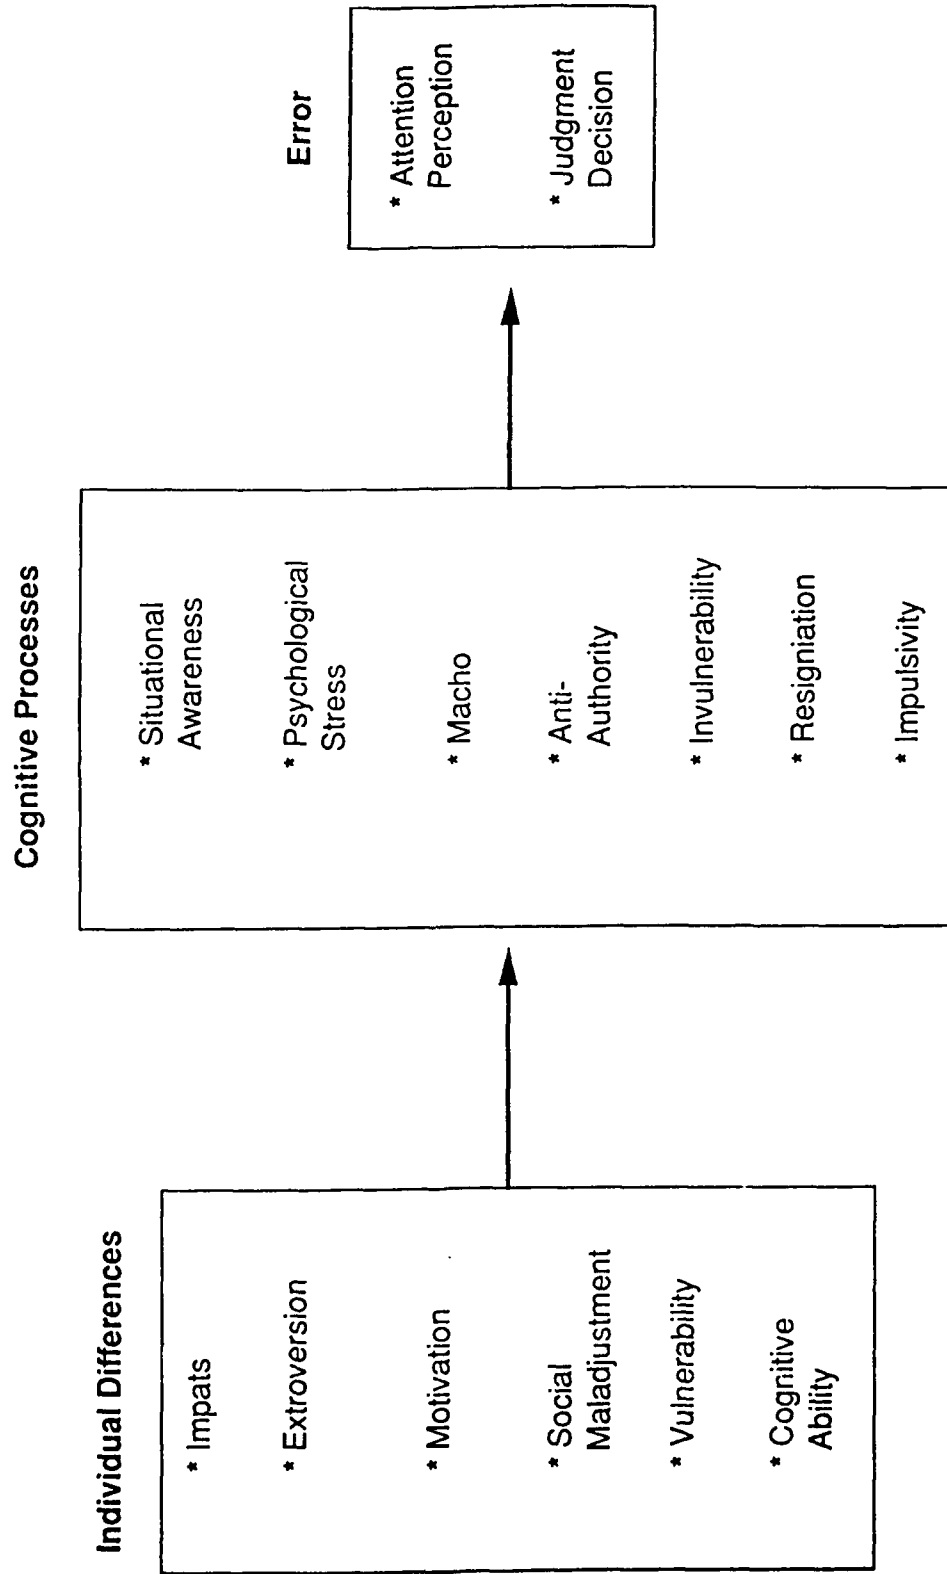 Individual Differences
* Impats
* Extroversion
* Motivation
* Social
Maladjustment
* Vulnerability
* Cognitive
Ability
Cognitive Processes
* Situational
Awareness
* Psychological
Stress
* Macho
* Anti-
Authority
* Invulnerability
* Resigniation
* Impulsivity
Error
* Attention
Perception
* Judgment
Decision